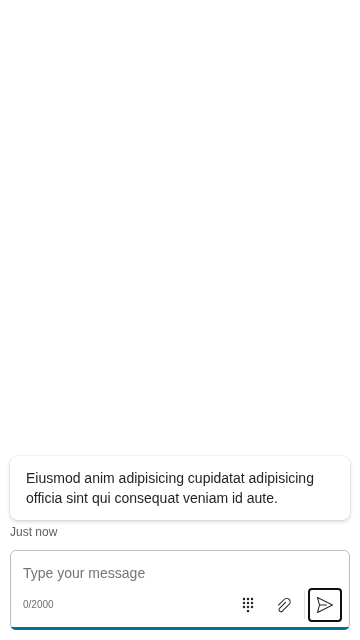 Eiusmod anim adipisicing cupidatat adipisicing
officia sint qui consequat veniam id aute.
Just now
Type your message
0/2000